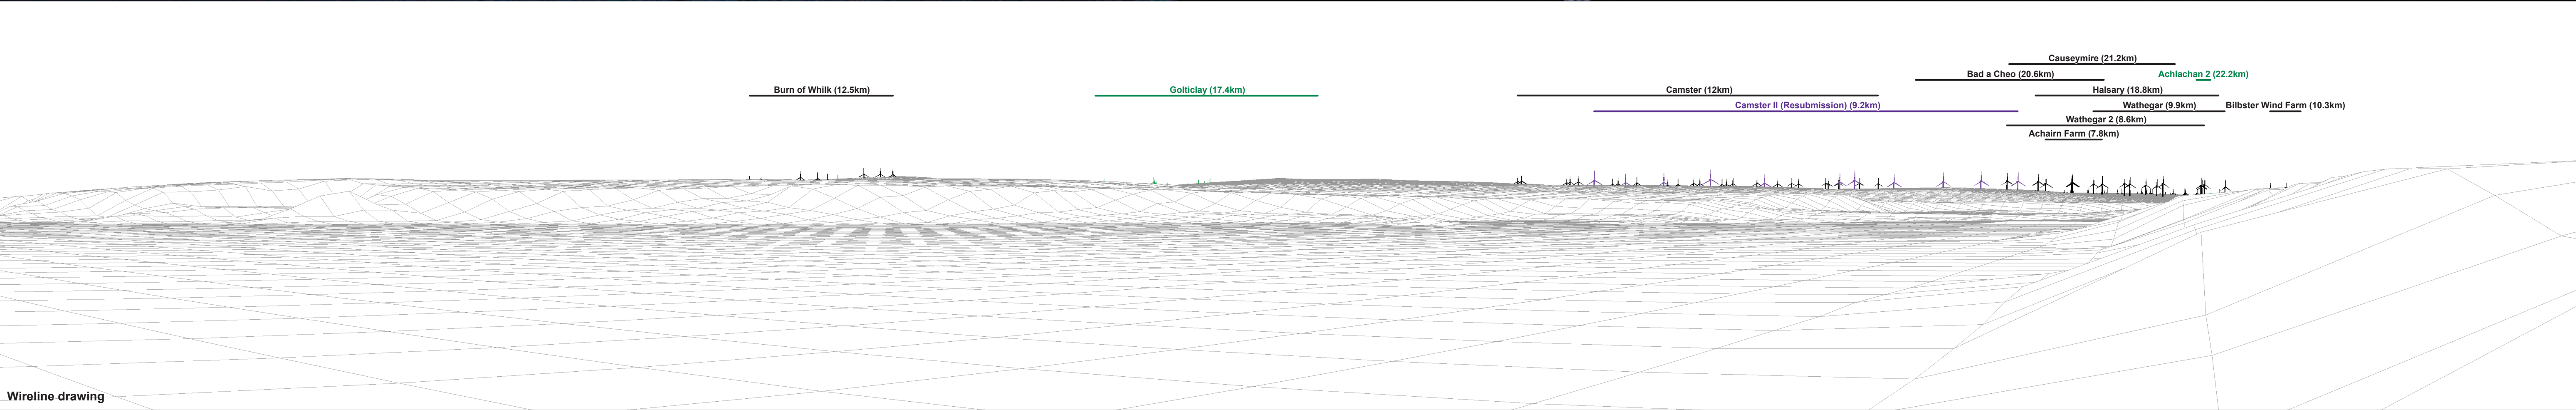 Causeymire (21.2km)
Bad a Cheo (20.6km)
Achlachan 2 (22.2km)
Burn of Whilk (12.5km)
Golticlay (17.4km)
Camster (12km)
Halsary (18.8km)
Camster II (Resubmission) (9.2km)
Wathegar (9.9km)
Bilbster Wind Farm (10.3km)
Wathegar 2 (8.6km)
Achairn Farm (7.8km)
Wireline drawing